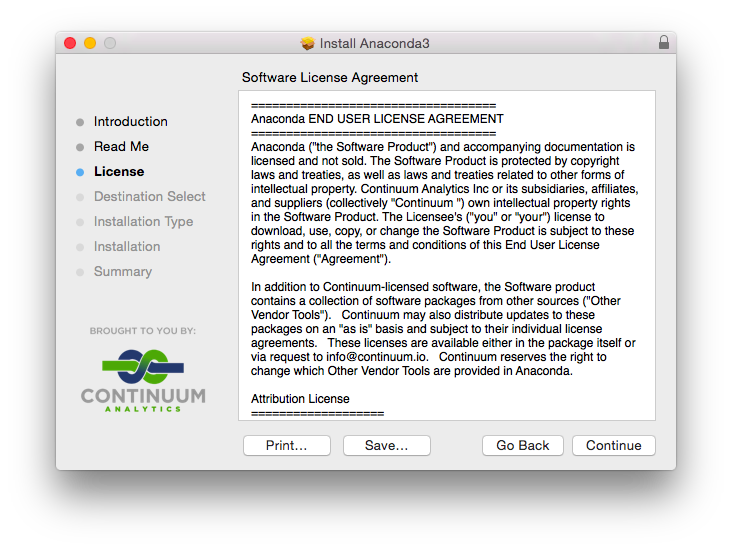 Install Anaconda3
Software License Agreement
Introduction
Read Me
License
Destination Select
Installation Type
Installation
Summary
BROUGHT TO YOU BY:
CONTINUUM
ANALYTICS
===================================
Anaconda END USER LICENSE AGREEMENT
===================================
Anaconda ("the Software Product") and accompanying documentation is
licensed and not sold. The Software Product is protected by copyright
laws and treaties, as well as laws and treaties related to other forms of
intellectual property. Continuum Analytics Inc or its subsidiaries, affiliates,
and suppliers (collectively "Continuum ") own intellectual property rights
in the Software Product. The Licensee's ("you" or "your") license to
download, use, copy, or change the Software Product is subject to these
rights and to all the terms and conditions of this End User License
Agreement ("Agreement").
In addition to Continuum-licensed software, the Software product
contains a collection of software packages from other sources ("Other
Vendor Tools").   Continuum may also distribute updates to these
packages on an "as is" basis and subject to their individual license
agreements.   These licenses are available either in the package itself or
via request to info@continuum.io.   Continuum reserves the right to
change which Other Vendor Tools are provided in Anaconda.
Attribution License
===================
Print...
Save...
Go Back
Continue